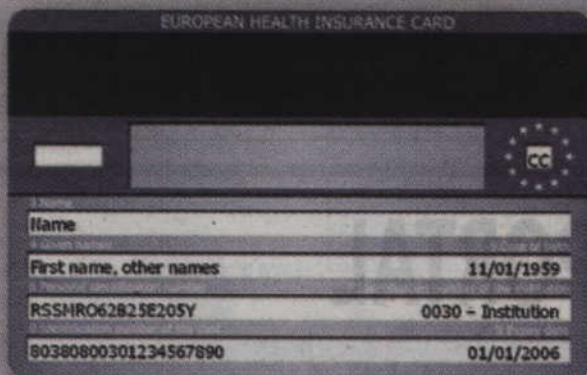 EUROPEAN HEALTH INSURANCE CARD
CC
Name
First name, other names 11/01/1959
RSSMRO62B25E205Y 0030 - Institution
80380800301234567890 01/01/2006